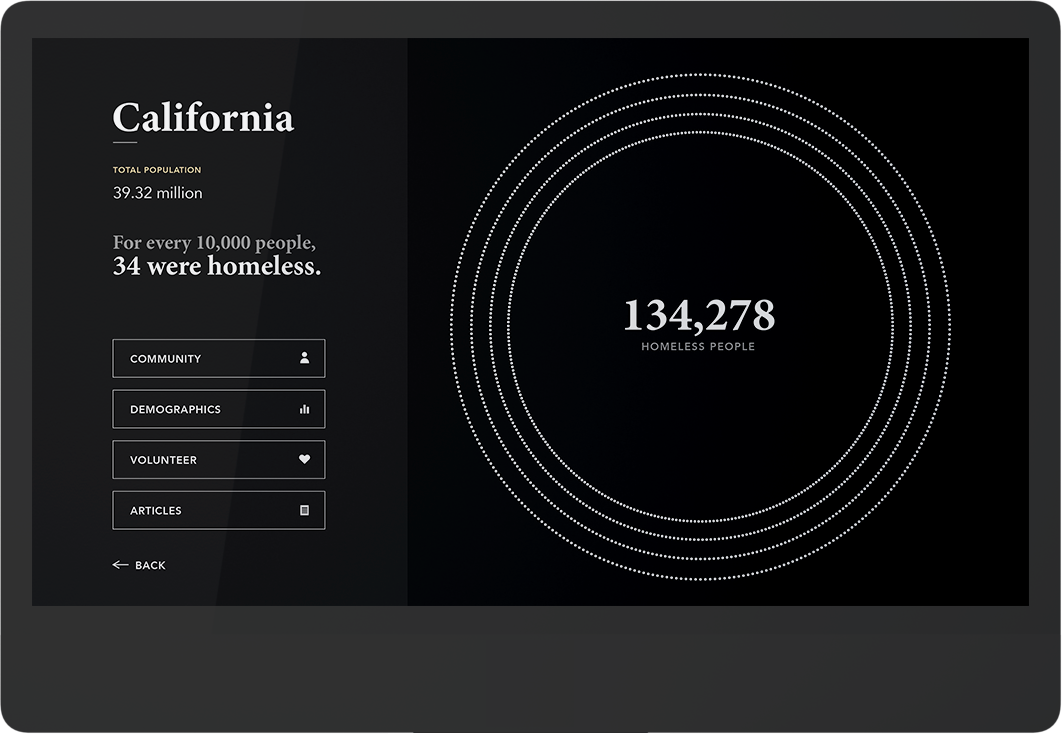 California
TOTAL POPULATION
39.32 million
For every 10,000 people,
34 were homeless.
COMMUNITY
DEMOGRAPHICS
VOLUNTEER
ARTICLES
BACK
134,278
HOMELESS PEOPLE